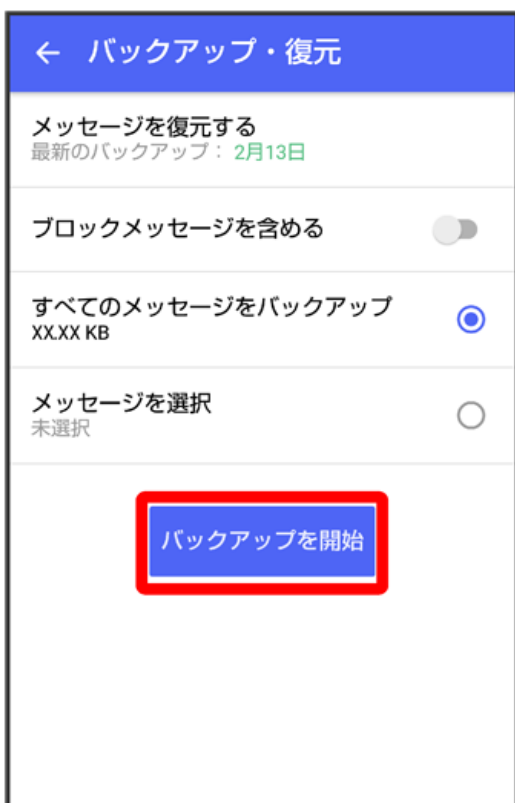 バックアップ・復元
メッセージを復元する
最新のバックアップ： 2月13日
ブロックメッセージを含める
すべてのメッセージをバックアップ
XX.XX KB
メッセージを選択
未選択
バックアップを開始